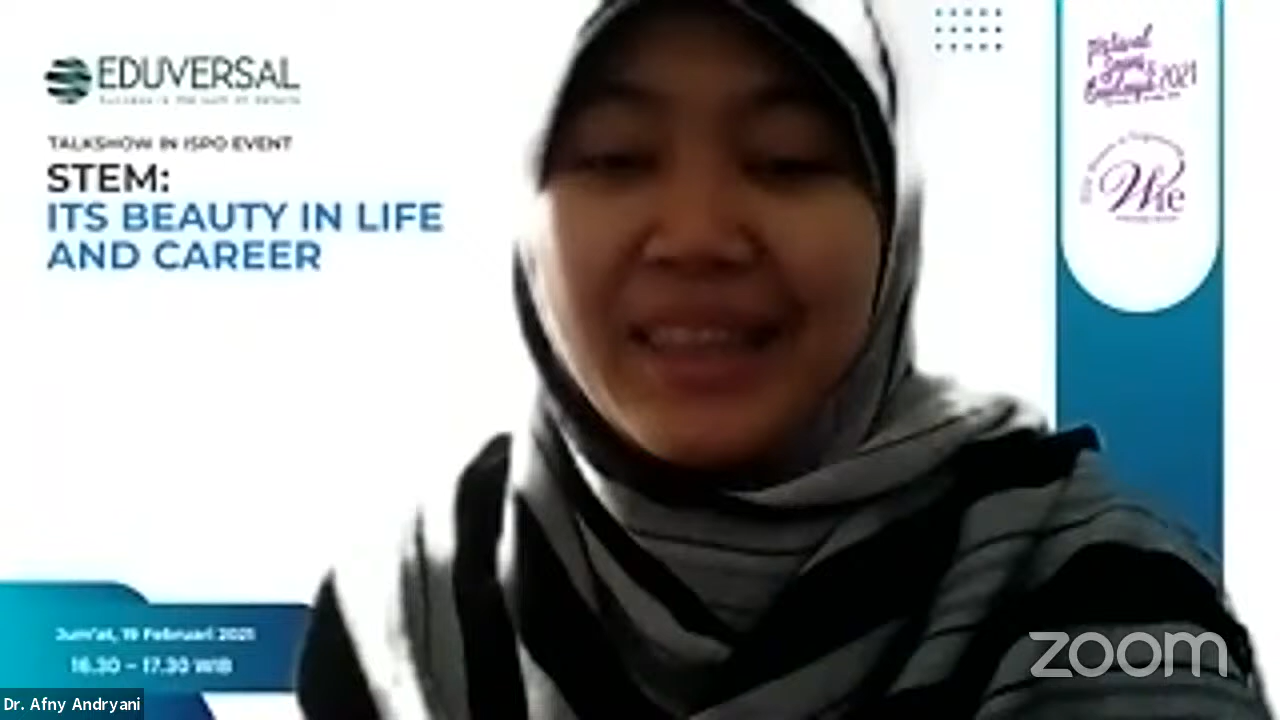 EDUVERSAL
TALKSHOW IN ISPO EVENT
STEM:
ITS BEAUTY IN LIFE
AND CAREER
2021
Wie
Jum'at, 19 Februari 2021
16.30 - 17.30 WIB
Dr. Afny Andryani
zoom